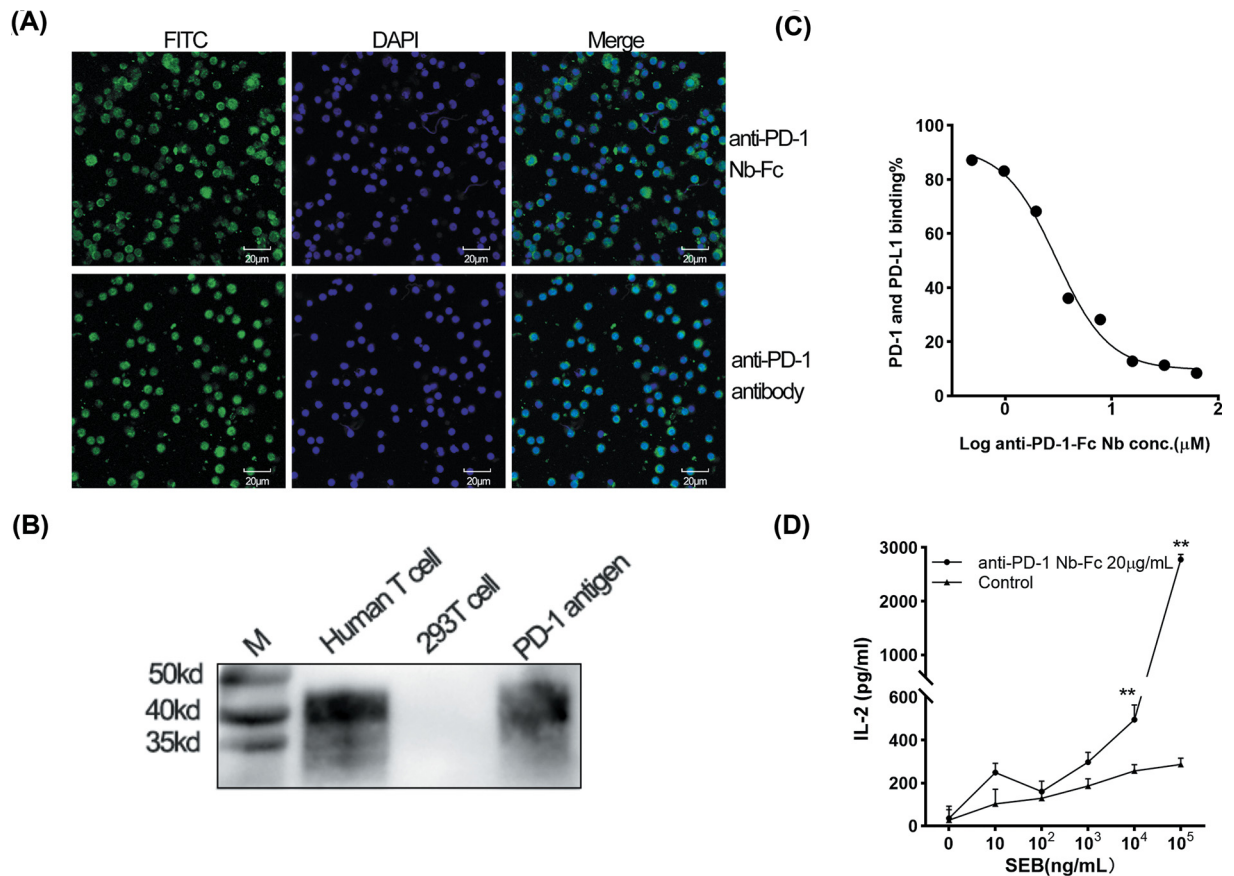 (A)
FITC
DAPI
Merge
20μm
20μm
20μm
anti-PD-1
Nb-Fc
20μm
20μm
20μm
anti-PD-1
antibody
(B)
M
Human T cell
293T cell
PD-1 antigen
50kd
40kd
35kd
(C)
PD-1 and PD-L1 binding%
100
80
60
40
20
0
0 1 2
Log anti-PD-1-Fc Nb conc.(μM)
(D)
IL-2 (pg/ml)
3000
2000
1000
600
400
200
0
anti-PD-1 Nb-Fc 20μg/mL
Control
**
**
0 10 10² 10³ 10⁴ 10⁵
SEB(ng/mL)